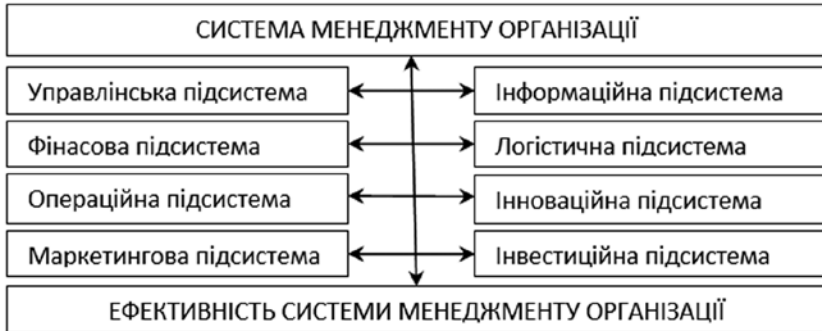 СИСТЕМА МЕНЕДЖМЕНТУ ОРГАНІЗАЦІЇ
Управлінська підсистема
Інформаційна підсистема
Фінасова підсистема
Логістична підсистема
Операційна підсистема
Інноваційна підсистема
Маркетингова підсистема
Інвестиційна підсистема
ЕФЕКТИВНІСТЬ СИСТЕМИ МЕНЕДЖМЕНТУ ОРГАНІЗАЦІЇ